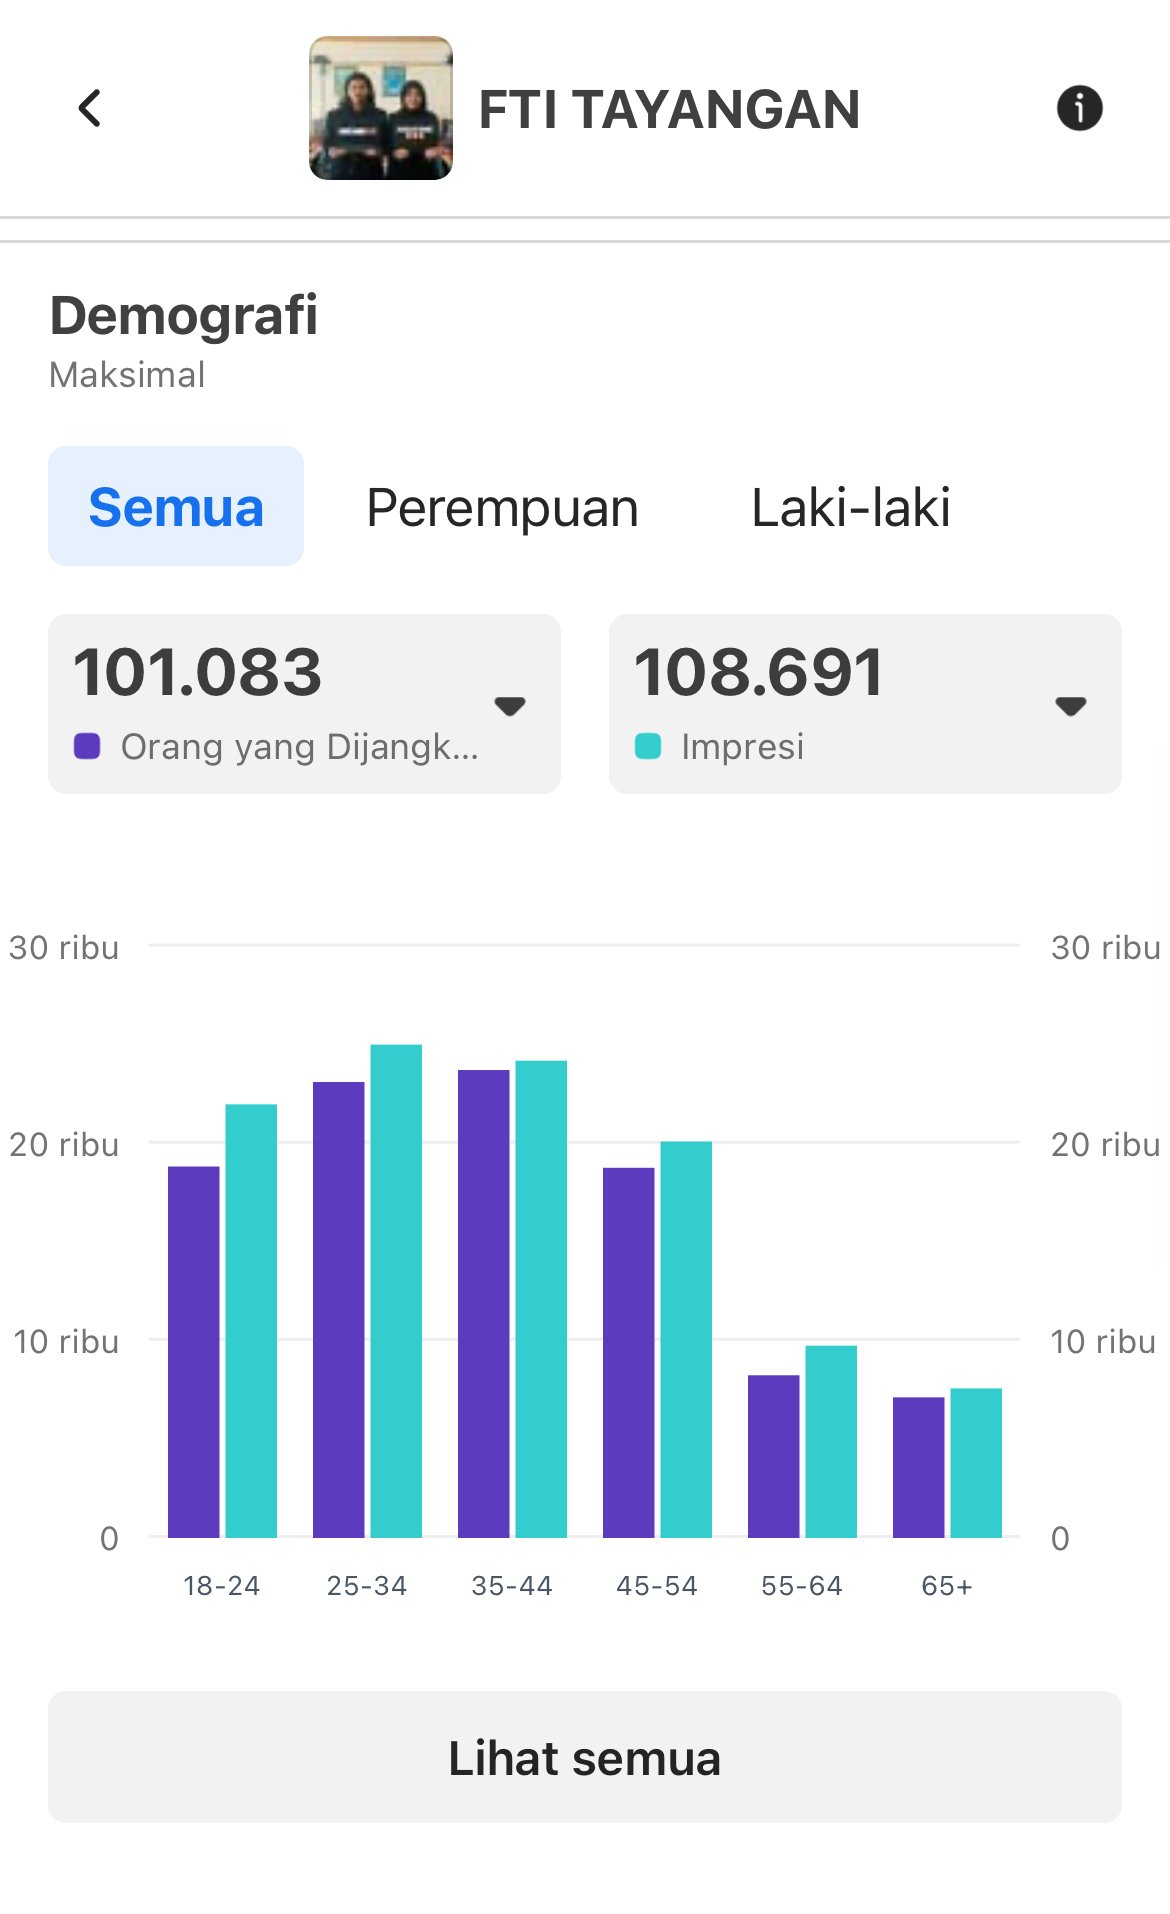 FTI TAYANGAN
Demografi
Maksimal
Semua Perempuan Laki-laki
101.083 108.691
Orang yang Dijangk... Impresi
30 ribu 30 ribu
20 ribu 20 ribu
10 ribu 10 ribu
0 0
18-24 25-34 35-44 45-54 55-64 65+
Lihat semua